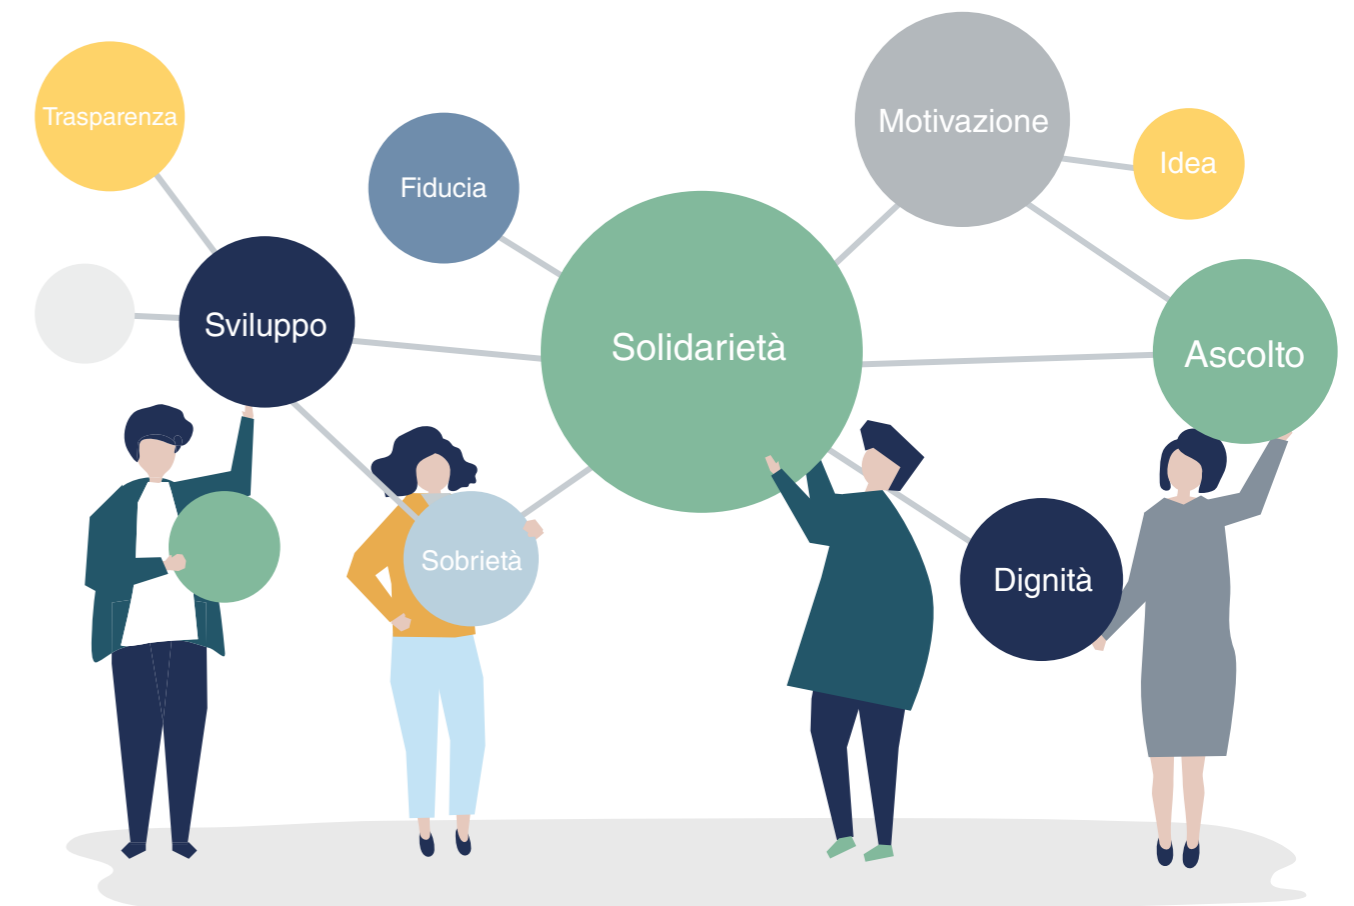 Trasparenza
Motivazione
Idea
Fiducia
Sviluppo
Solidarietà
Ascolto
Sobrietà
Dignità